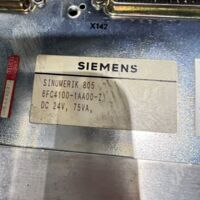 X142
SIEMENS
SINUMERIK 805
6FC4100-1AA00-Z
DC 24V, 75VA,